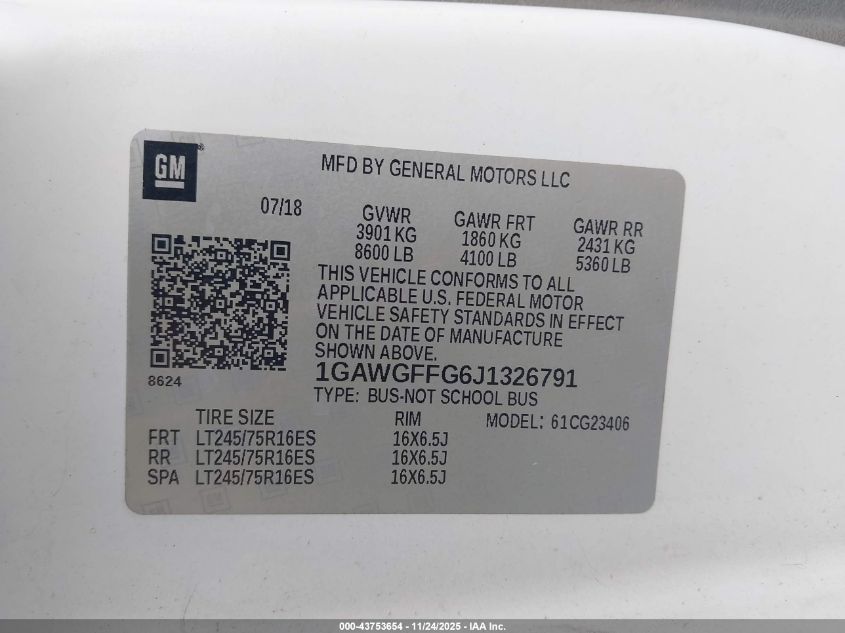 GM ®
MFD BY GENERAL MOTORS LLC
07/18
GVWR GAWR FRT GAWR RR
3901 KG 1860 KG 2431 KG
8600 LB 4100 LB 5360 LB
THIS VEHICLE CONFORMS TO ALL
APPLICABLE U.S. FEDERAL MOTOR
VEHICLE SAFETY STANDARDS IN EFFECT
ON THE DATE OF MANUFACTURE
SHOWN ABOVE.
8624
1GAWGFFG6J1326791
TYPE: BUS-NOT SCHOOL BUS
TIRE SIZE RIM MODEL: 61CG23406
FRT LT245/75R16ES 16X6.5J
RR LT245/75R16ES 16X6.5J
SPA LT245/75R16ES 16X6.5J
000-43753654 - 11/24/2025 - IAA Inc.